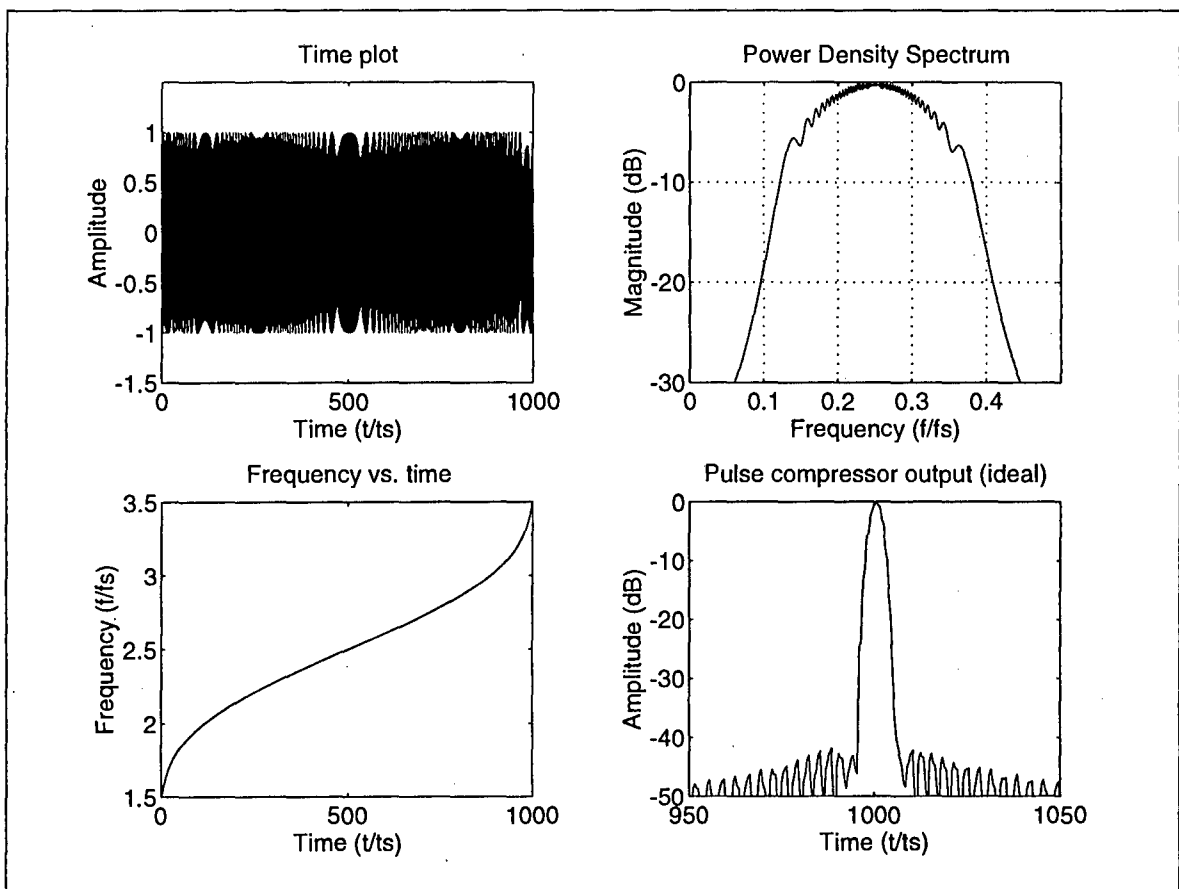 Time plot
1
0.5
0
-0.5
-1
-1.5
Amplitude
0
500
1000
Time (t/ts)
Power Density Spectrum
0
-10
-20
-30
Magnitude (dB)
0
0.1
0.2
0.3
0.4
Frequency (f/fs)
Frequency vs. time
3.5
3
2.5
2
1.5
Frequency (f/fs)
0
500
1000
Time (t/ts)
Pulse compressor output (ideal)
0
-10
-20
-30
-40
-50
Amplitude (dB)
950
1000
1050
Time (t/ts)